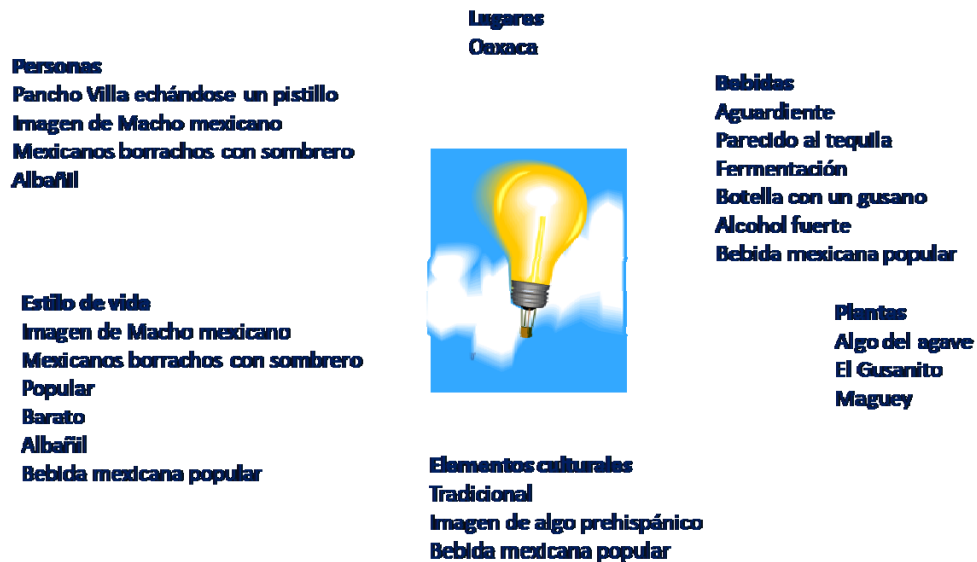 Lugares
Oaxaca
Personas
Pancho Villa echándose un pistillo
Imagen de Macho mexicano
Mexicanos borrachos con sombrero
Albañil
Bebidas
Aguardiente
Parecido al tequila
Fermentación
Botella con un gusano
Alcohol fuerte
Bebida mexicana popular
Estilo de vida
Imagen de Macho mexicano
Mexicanos borrachos con sombrero
Popular
Barato
Albañil
Bebida mexicana popular
Plantas
Algo del agave
El Gusanito
Maguey
Elementos culturales
Tradicional
Imagen de algo prehispánico
Bebida mexicana popular